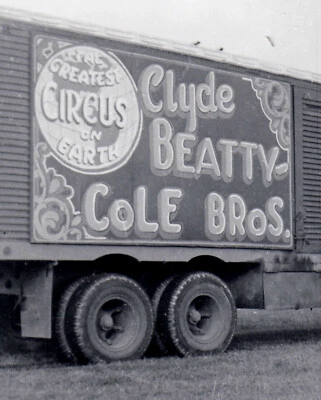 THE
GREATEST
CIRCUS
ON
EARTH
Clyde
BEATTY-
COLE BROS.